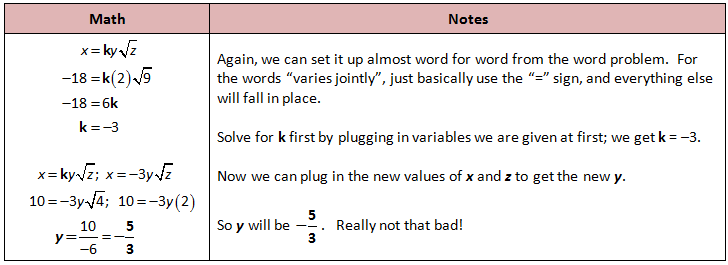 Math
Notes
x = ky√z
−18 = k(2)√9
−18 = 6k
k = −3
x = ky√z; x = −3y√z
10 = −3y√4; 10 = −3y(2)
y = 10/−6 = −5/3
Again, we can set it up almost word for word from the word problem. For
the words “varies jointly”, just basically use the “=” sign, and everything else
will fall in place.
Solve for k first by plugging in variables we are given at first; we get k = −3.
Now we can plug in the new values of x and z to get the new y.
So y will be −5/3. Really not that bad!